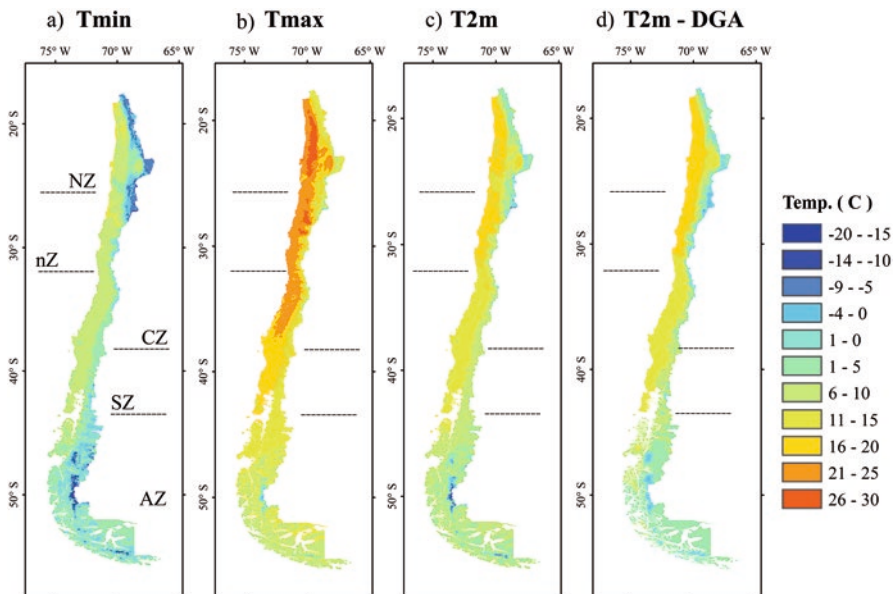 a) Tmin
b) Tmax
c) T2m
d) T2m - DGA
75° W 70° W 65° W
75° W 70° W 65° W
75° W 70° W 65° W
75° W 70° W 65° W
20° S
30° S
40° S
50° S
20° S
30° S
40° S
50° S
20° S
30° S
40° S
50° S
20° S
30° S
40° S
50° S
NZ
nZ
CZ
SZ
AZ
Temp. ( C )
-20 - -15
-14 - -10
-9 - -5
-4 - 0
1 - 0
1 - 5
6 - 10
11 - 15
16 - 20
21 - 25
26 - 30